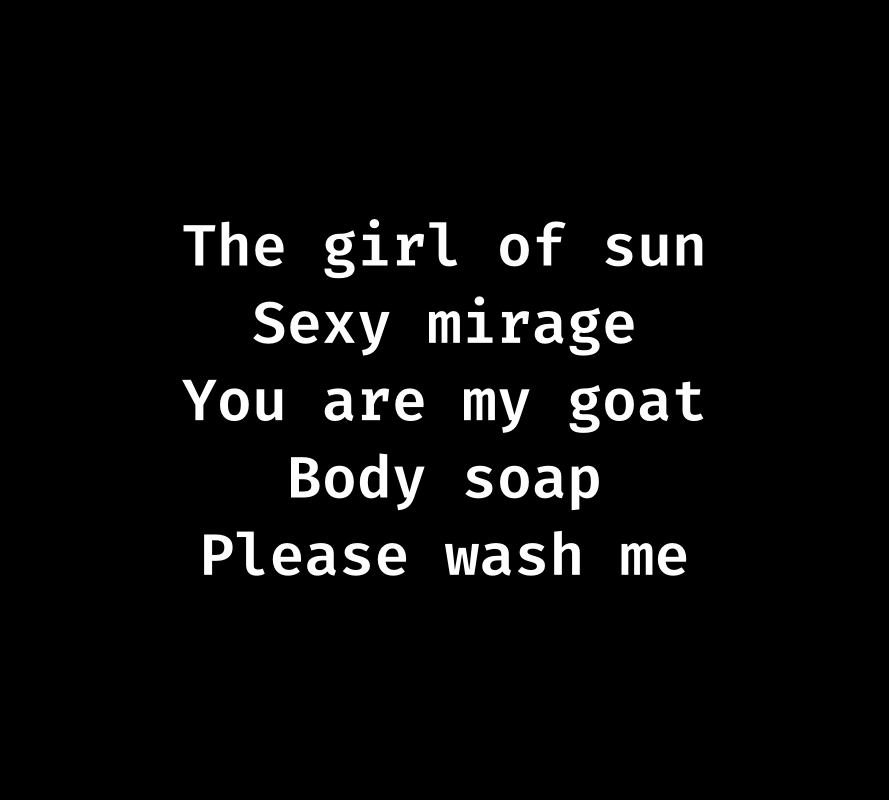 The girl of sun
Sexy mirage
You are my goat
Body soap
Please wash me